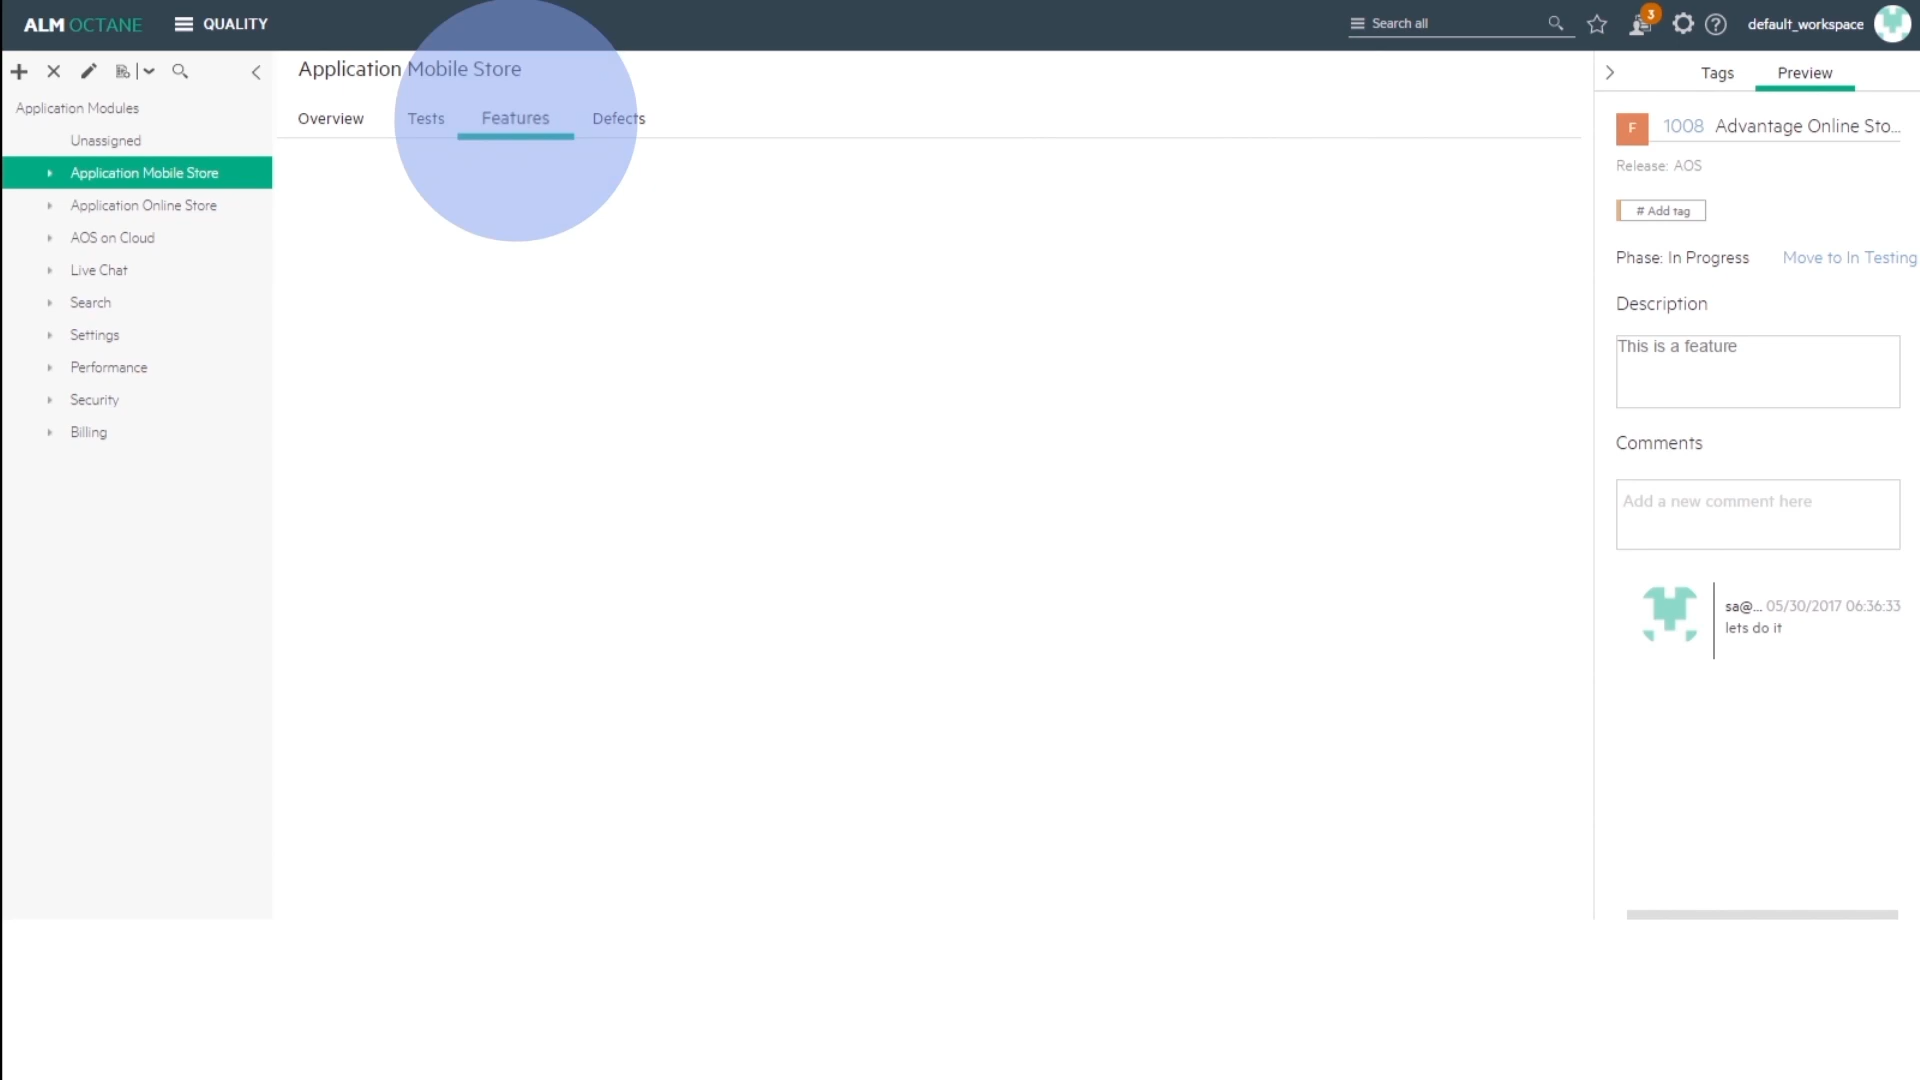 ALM OCTANE QUALITY Search all 3 default_workspace
Application Modules
Unassigned
Application Mobile Store
Application Online Store
AOS on Cloud
Live Chat
Search
Settings
Performance
Security
Billing
Application Mobile Store
Overview Tests Features Defects
Tags Preview
F 1008 Advantage Online Sto...
Release: AOS
# Add tag
Phase: In Progress Move to In Testing
Description
This is a feature
Comments
Add a new comment here
sa@... 05/30/2017 06:36:33
lets do it